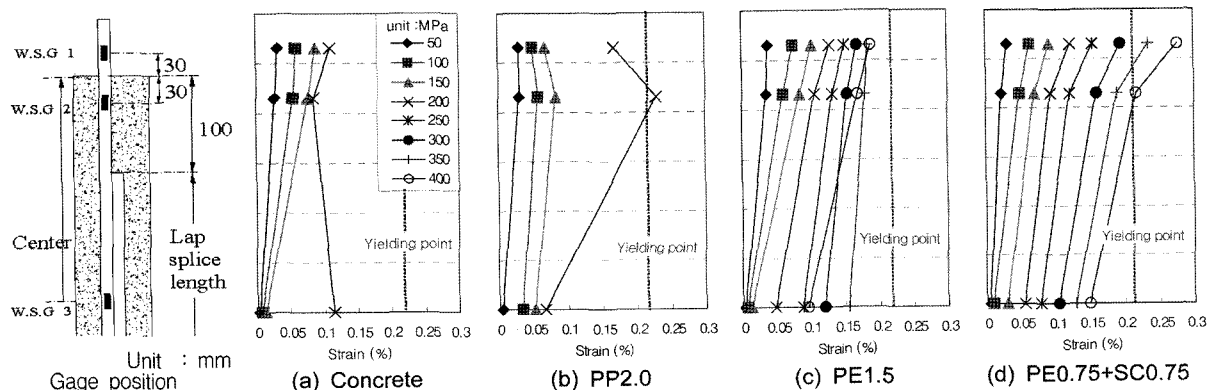 W.S.G 1
30
30
W.S.G 2
100
Center
Lap
splice
length
W.S.G 3
Unit : mm
Gage position
unit :MPa
50
100
150
200
250
300
350
400
Yielding point
0 0.05 0.1 0.15 0.2 0.25 0.3
Strain (%)
(a) Concrete
Yielding point
0 0.05 0.1 0.15 0.2 0.25 0.3
Strain (%)
(b) PP2.0
Yielding point
0 0.05 0.1 0.15 0.2 0.25 0.3
Strain (%)
(c) PE1.5
Yielding point
0 0.05 0.1 0.15 0.2 0.25 0.3
Strain (%)
(d) PE0.75+SC0.75